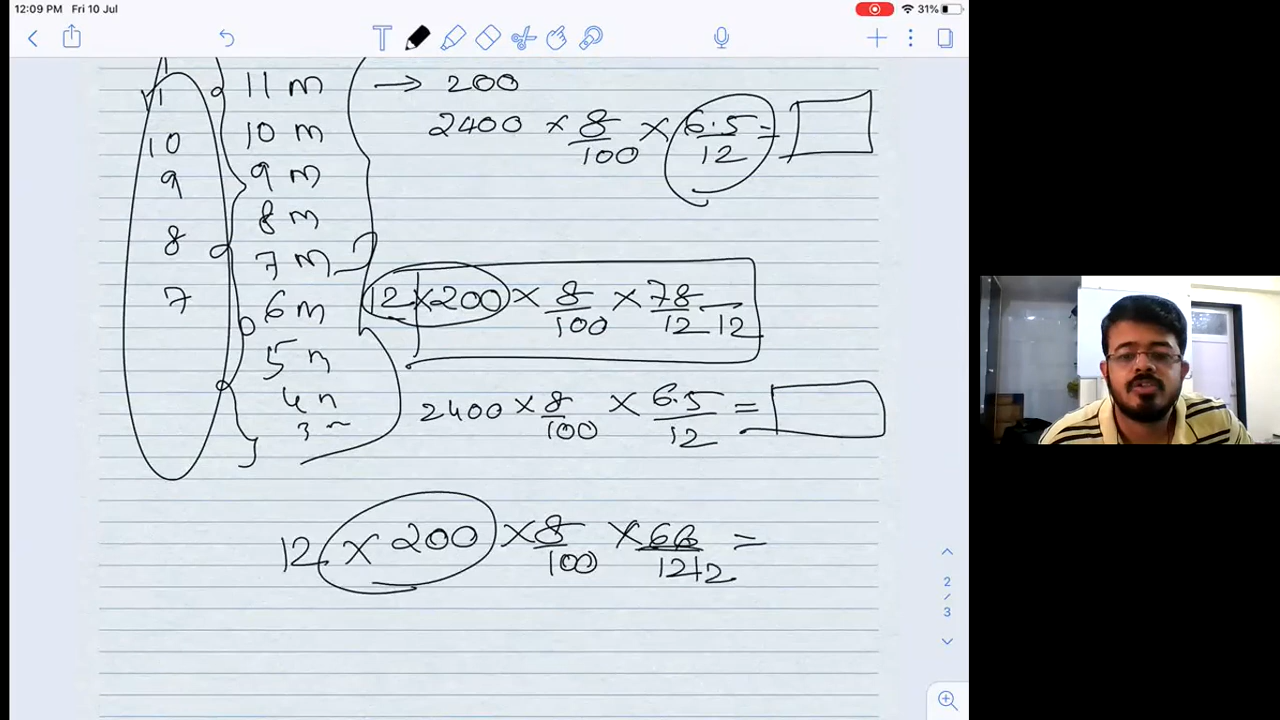 12:09 PM Fri 10 Jul
31%
T
11 11 m → 200
10 10 m 2400 × 8/100 × 6.5/12 =
9 9 m
8 8 m
7 7 m
6 m 12 × 200 × 8/100 × 78/12 12
5 m
4 m 2400 × 8/100 × 6.5/12 =
3 m
12 × 200 × 8/100 × 66/12 12 =
2
/
3